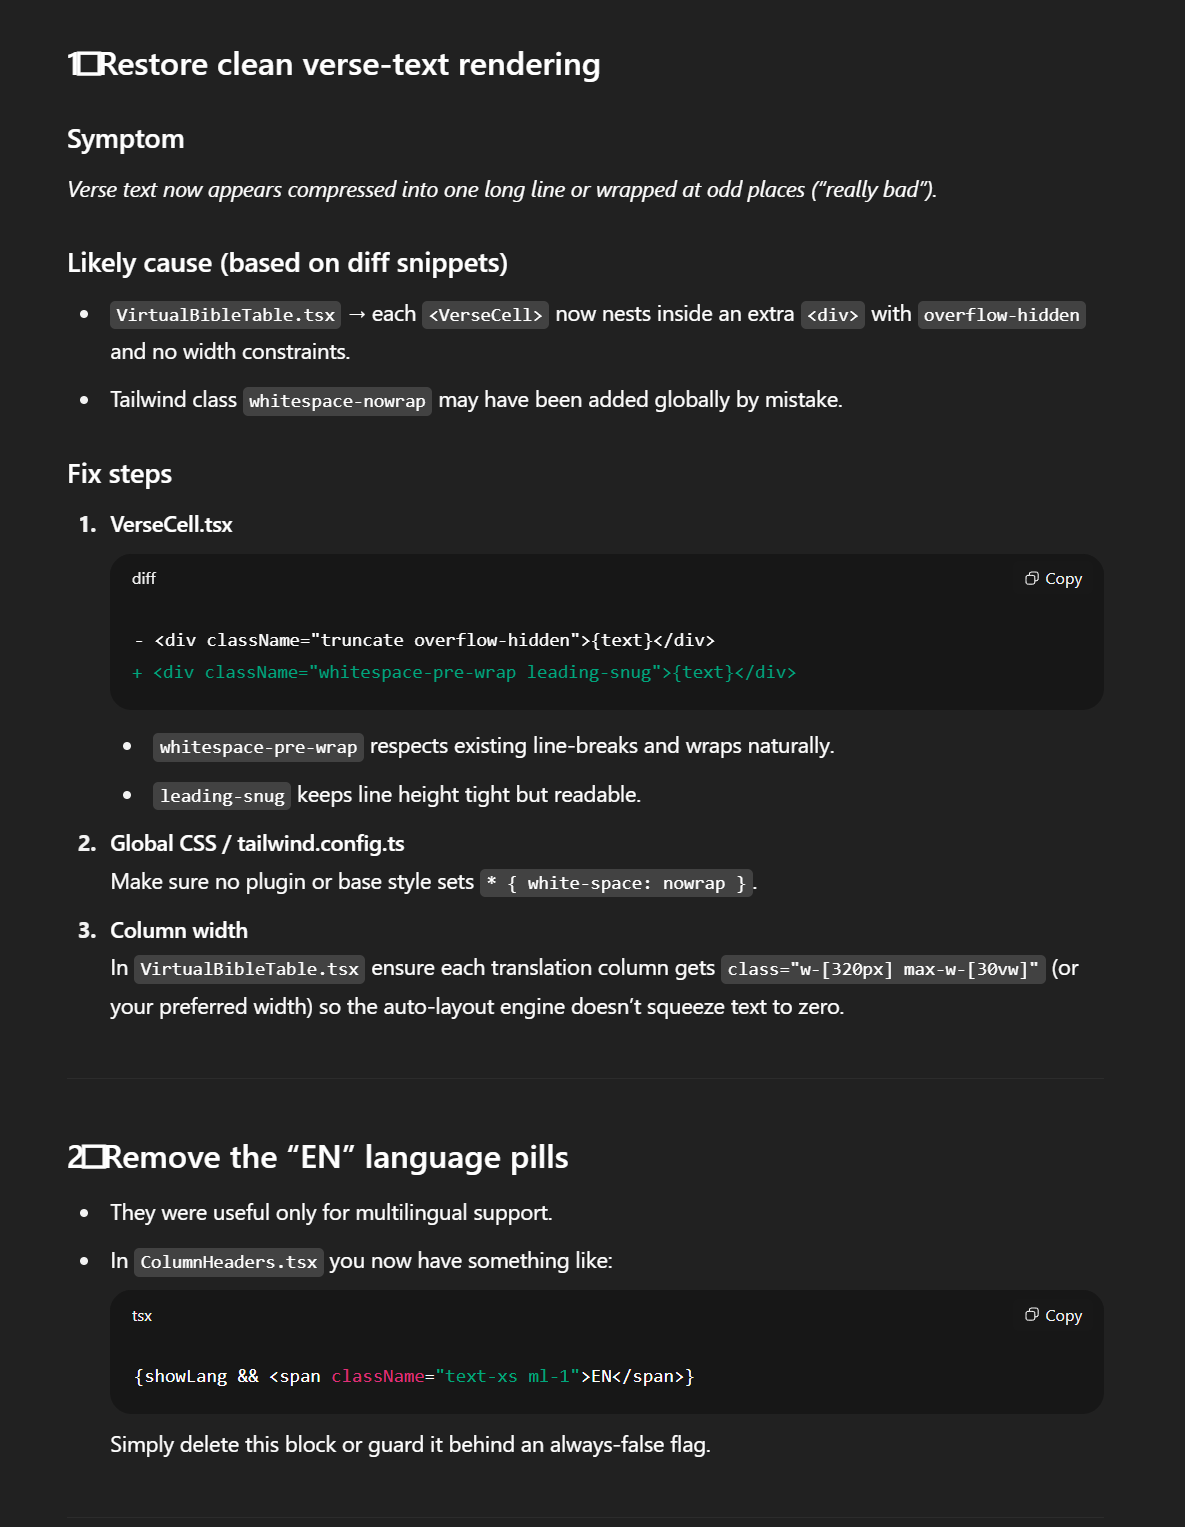 1□Restore clean verse-text rendering
Symptom
Verse text now appears compressed into one long line or wrapped at odd places (“really bad”).
Likely cause (based on diff snippets)
• VirtualBibleTable.tsx → each <VerseCell> now nests inside an extra <div> with overflow-hidden
and no width constraints.
• Tailwind class whitespace-nowrap may have been added globally by mistake.
Fix steps
1. VerseCell.tsx
diff
Copy
- <div className="truncate overflow-hidden">{text}</div>
+ <div className="whitespace-pre-wrap leading-snug">{text}</div>
• whitespace-pre-wrap respects existing line-breaks and wraps naturally.
• leading-snug keeps line height tight but readable.
2. Global CSS / tailwind.config.ts
Make sure no plugin or base style sets * { white-space: nowrap }.
3. Column width
In VirtualBibleTable.tsx ensure each translation column gets class="w-[320px] max-w-[30vw]" (or
your preferred width) so the auto-layout engine doesn’t squeeze text to zero.
2□Remove the “EN” language pills
• They were useful only for multilingual support.
• In ColumnHeaders.tsx you now have something like:
tsx
Copy
{showLang && <span className="text-xs ml-1">EN</span>}
Simply delete this block or guard it behind an always-false flag.